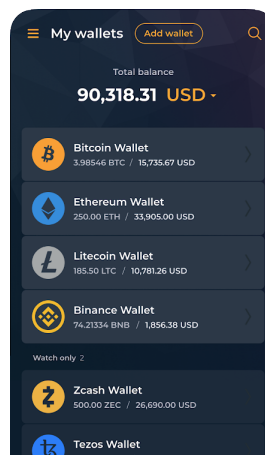 My wallets
Add wallet
Total balance
90,318.31 USD
Bitcoin Wallet
3.98546 BTC / 15,735.67 USD
Ethereum Wallet
250.00 ETH / 33,905.00 USD
Litecoin Wallet
185.50 LTC / 10,781.26 USD
Binance Wallet
74.21334 BNB / 1,856.38 USD
Watch only 2
Zcash Wallet
500.00 ZEC / 26,690.00 USD
Tezos Wallet